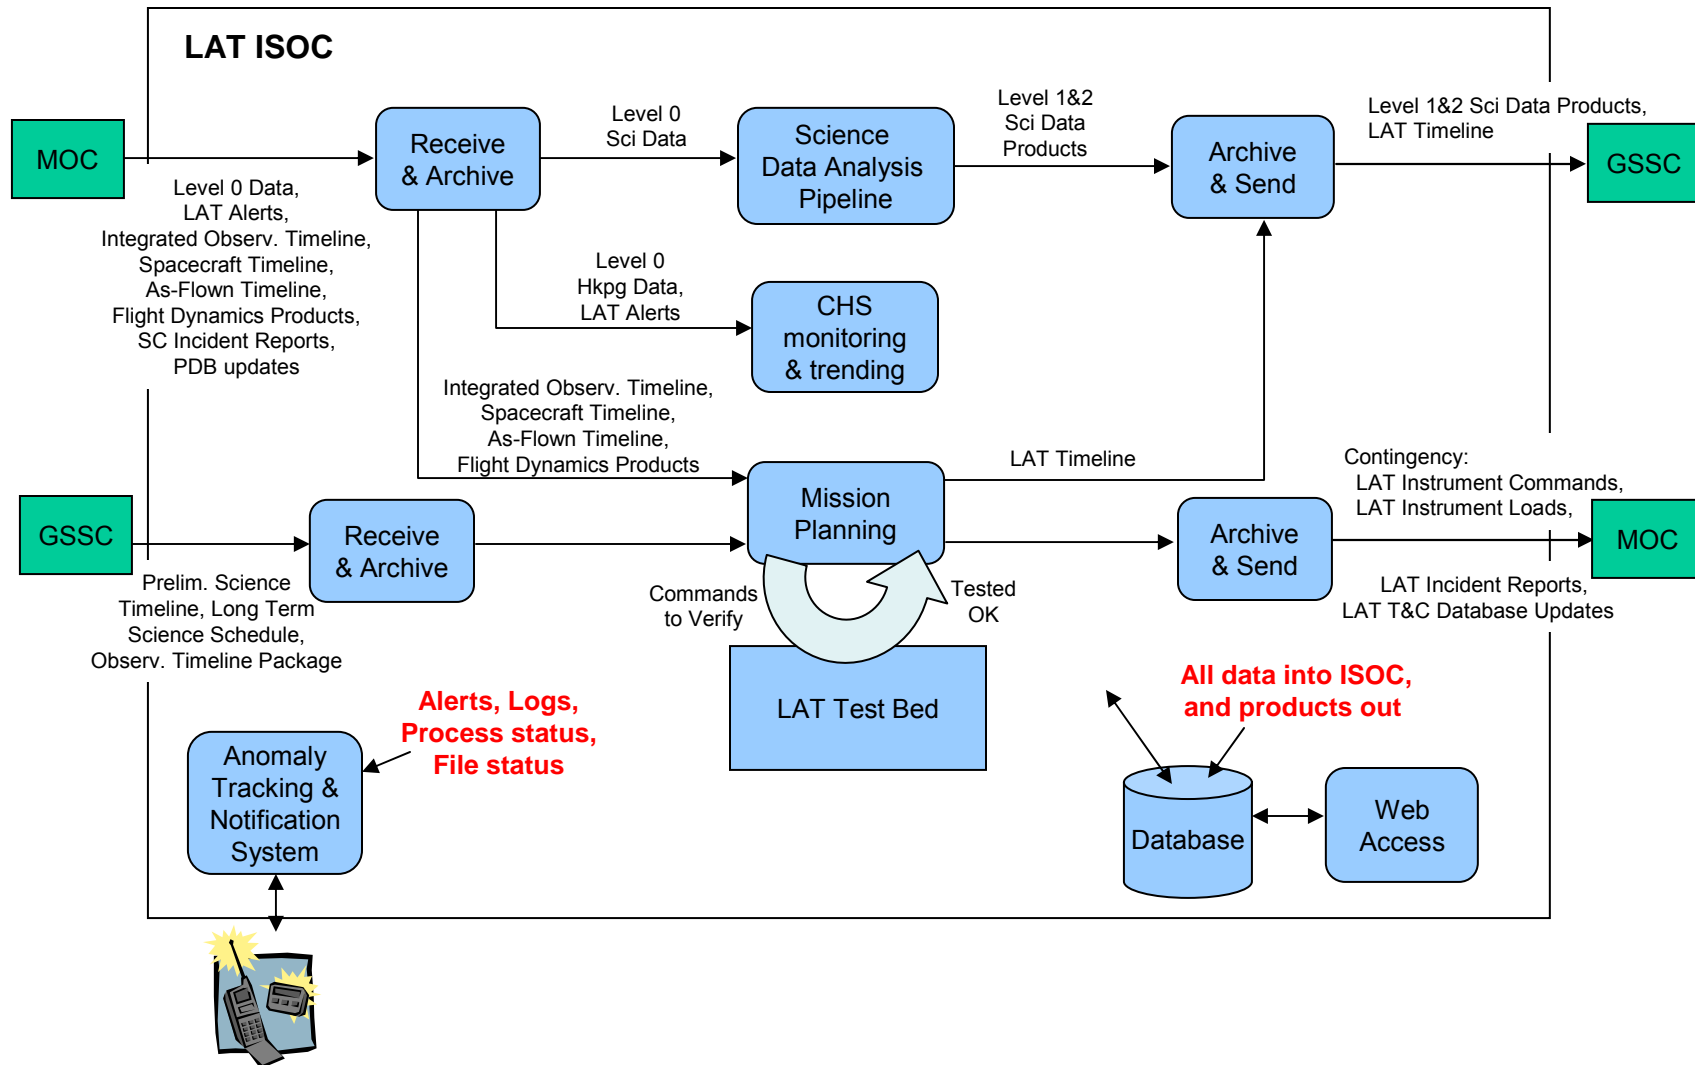 LAT ISOC
MOC
Level 0 Data,
LAT Alerts,
Integrated Observ. Timeline,
Spacecraft Timeline,
As-Flown Timeline,
Flight Dynamics Products,
SC Incident Reports,
PDB updates
Receive
& Archive
Level 0
Sci Data
Science
Data Analysis
Pipeline
Level 1&2
Sci Data
Products
Archive
& Send
Level 1&2 Sci Data Products,
LAT Timeline
GSSC
Level 0
Hkpg Data,
LAT Alerts
CHS
monitoring
& trending
Integrated Observ. Timeline,
Spacecraft Timeline,
As-Flown Timeline,
Flight Dynamics Products
GSSC
Prelim. Science
Timeline, Long Term
Science Schedule,
Observ. Timeline Package
Receive
& Archive
Mission
Planning
LAT Timeline
Commands
to Verify
Tested
OK
LAT Test Bed
Archive
& Send
Contingency:
LAT Instrument Commands,
LAT Instrument Loads,
MOC
LAT Incident Reports,
LAT T&C Database Updates
Alerts, Logs,
Process status,
File status
Anomaly
Tracking &
Notification
System
All data into ISOC,
and products out
Database
Web
Access